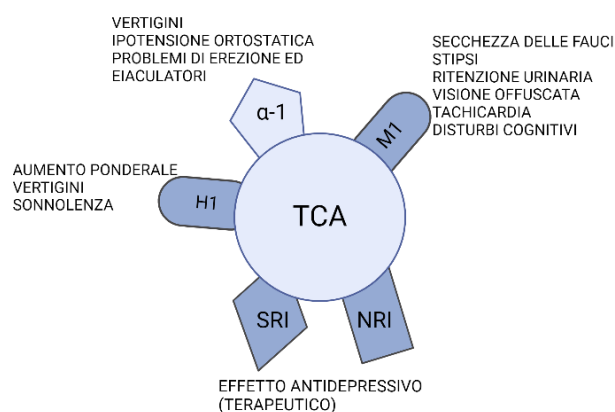 VERTIGINI
IPOTENSIONE ORTOSTATICA
PROBLEMI DI EREZIONE ED
EIACULATORI
SECCHEZZA DELLE FAUCI
STIPSI
RITENZIONE URINARIA
VISIONE OFFUSCATA
TACHICARDIA
DISTURBI COGNITIVI
α-1
M1
AUMENTO PONDERALE
VERTIGINI
SONNOLENZA
H1
TCA
SRI
NRI
EFFETTO ANTIDEPRESSIVO
(TERAPEUTICO)